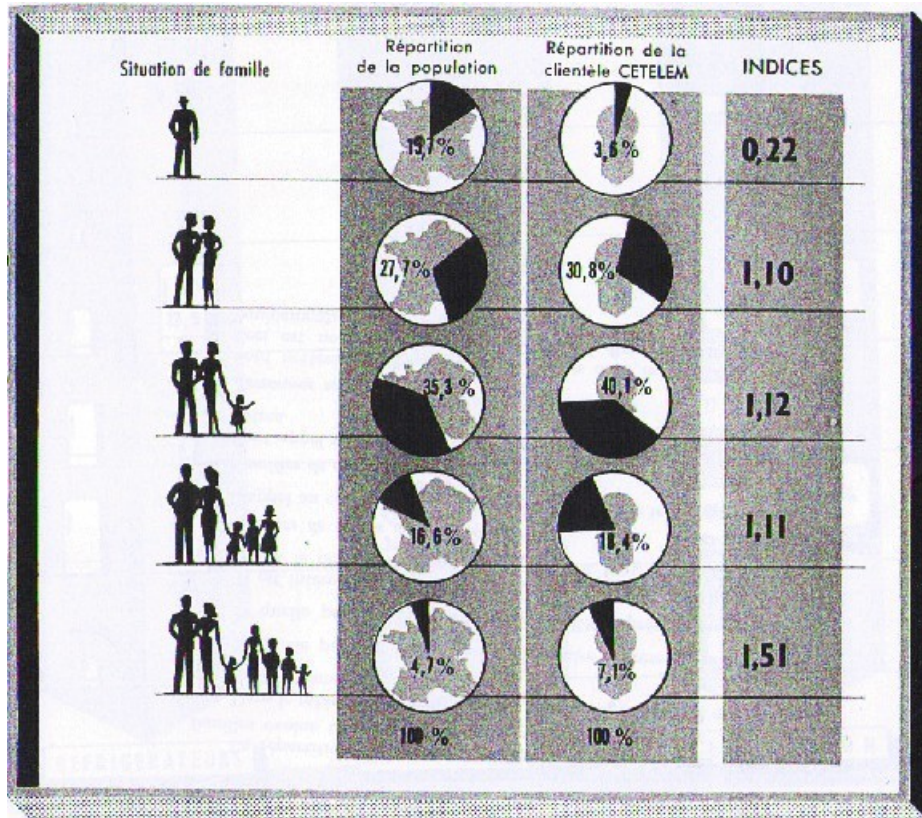 Situation de famille
Répartition
de la population
Répartition de la
clientèle CETELEM
INDICES
15,7%
3,6%
0,22
27,7%
30,8%
1,10
35,3 %
40,1%
1,12
16,6%
18,4%
1,11
4,7%
7,1%
1,51
100 %
100 %